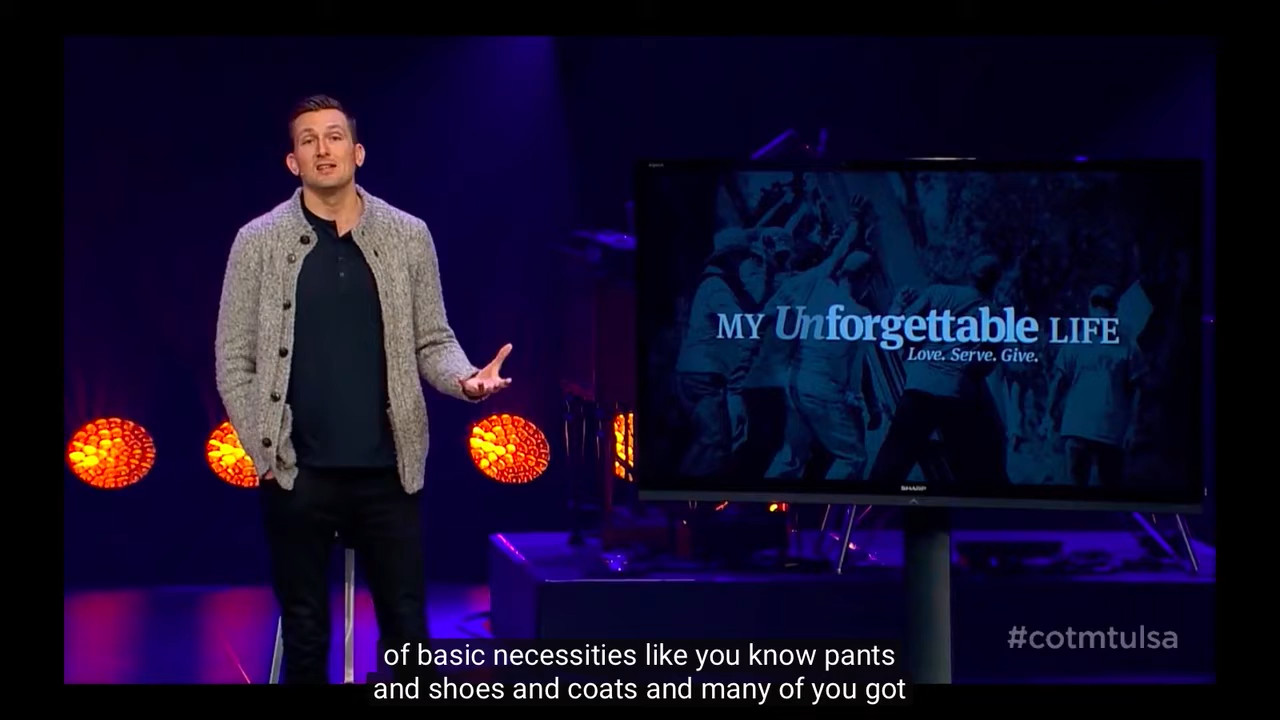 MY Unforgettable LIFE
Love. Serve. Give.
SHARP
#cotmtulsa
of basic necessities like you know pants
and shoes and coats and many of you got